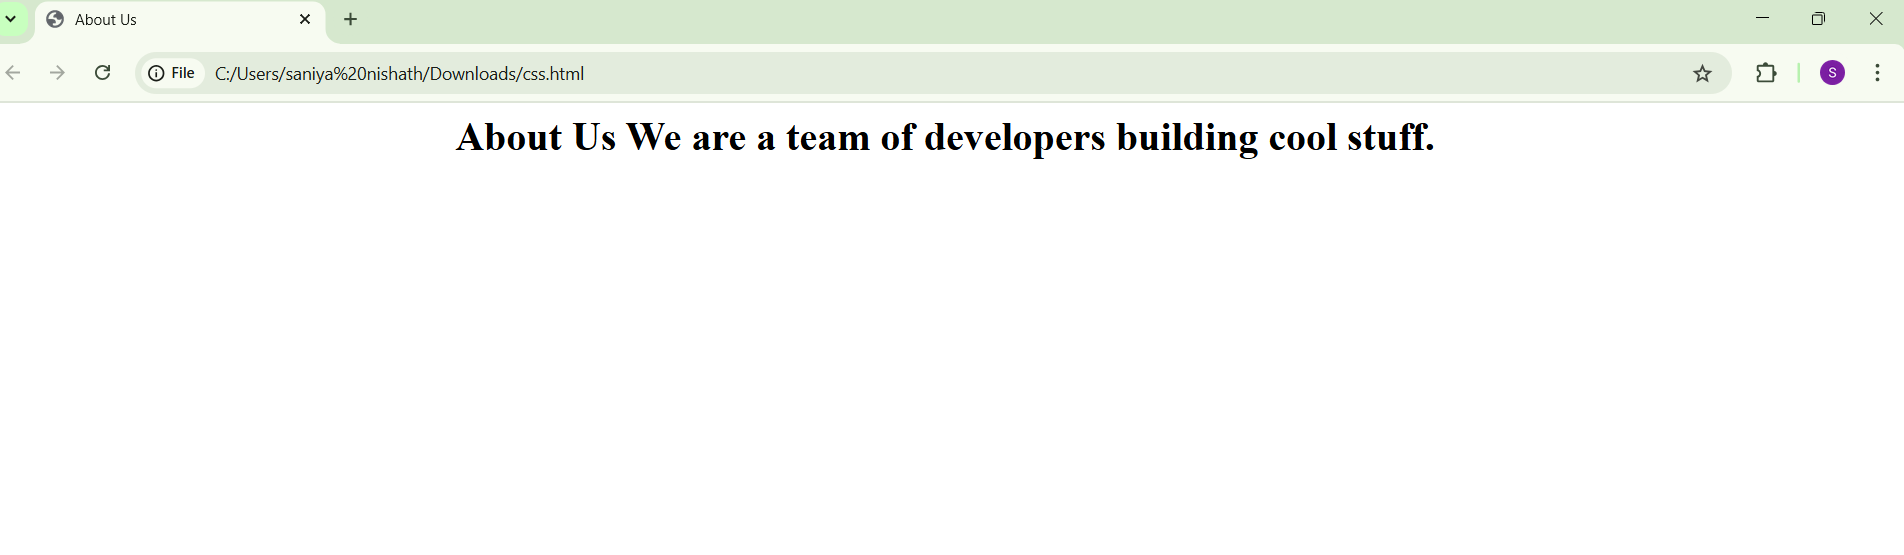 About Us
File C:/Users/saniya%20nishath/Downloads/css.html
S
About Us We are a team of developers building cool stuff.